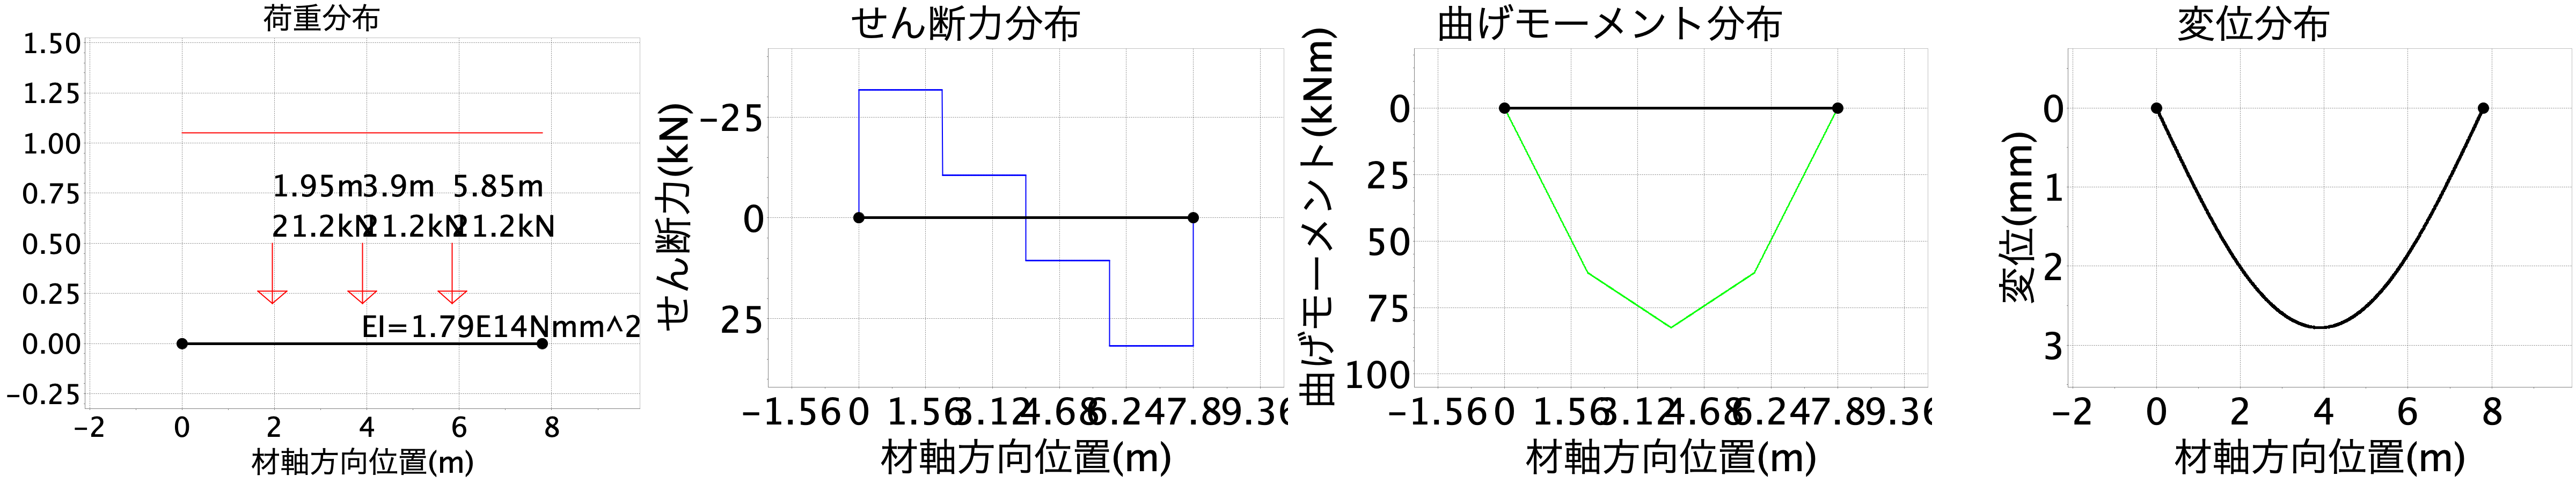 荷重分布
1.50
1.25
1.00
0.75
0.50
0.25
0.00
−0.25
1.95m
3.9m
5.85m
21.2kN
21.2kN
21.2kN
EI=1.79E14Nmm^2
−2 0 2 4 6 8
材軸方向位置(m)
せん断力分布
せん断力(kN)
−25
0
25
−1.56 0 1.56 3.12 4.68 6.24 7.8 9.36
材軸方向位置(m)
曲げモーメント分布
曲げモーメント(kNm)
0
25
50
75
100
−1.56 0 1.56 3.12 4.68 6.24 7.8 9.36
材軸方向位置(m)
変位分布
変位(mm)
0
1
2
3
−2 0 2 4 6 8
材軸方向位置(m)